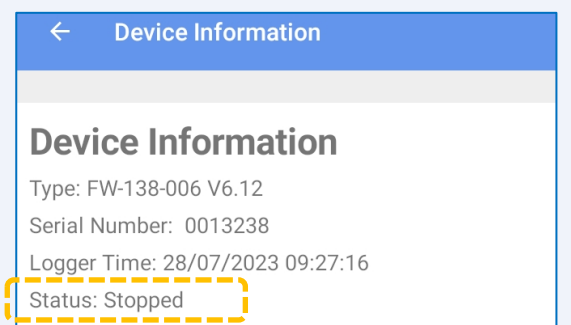 Device Information
Device Information
Type: FW-138-006 V6.12
Serial Number: 0013238
Logger Time: 28/07/2023 09:27:16
Status: Stopped